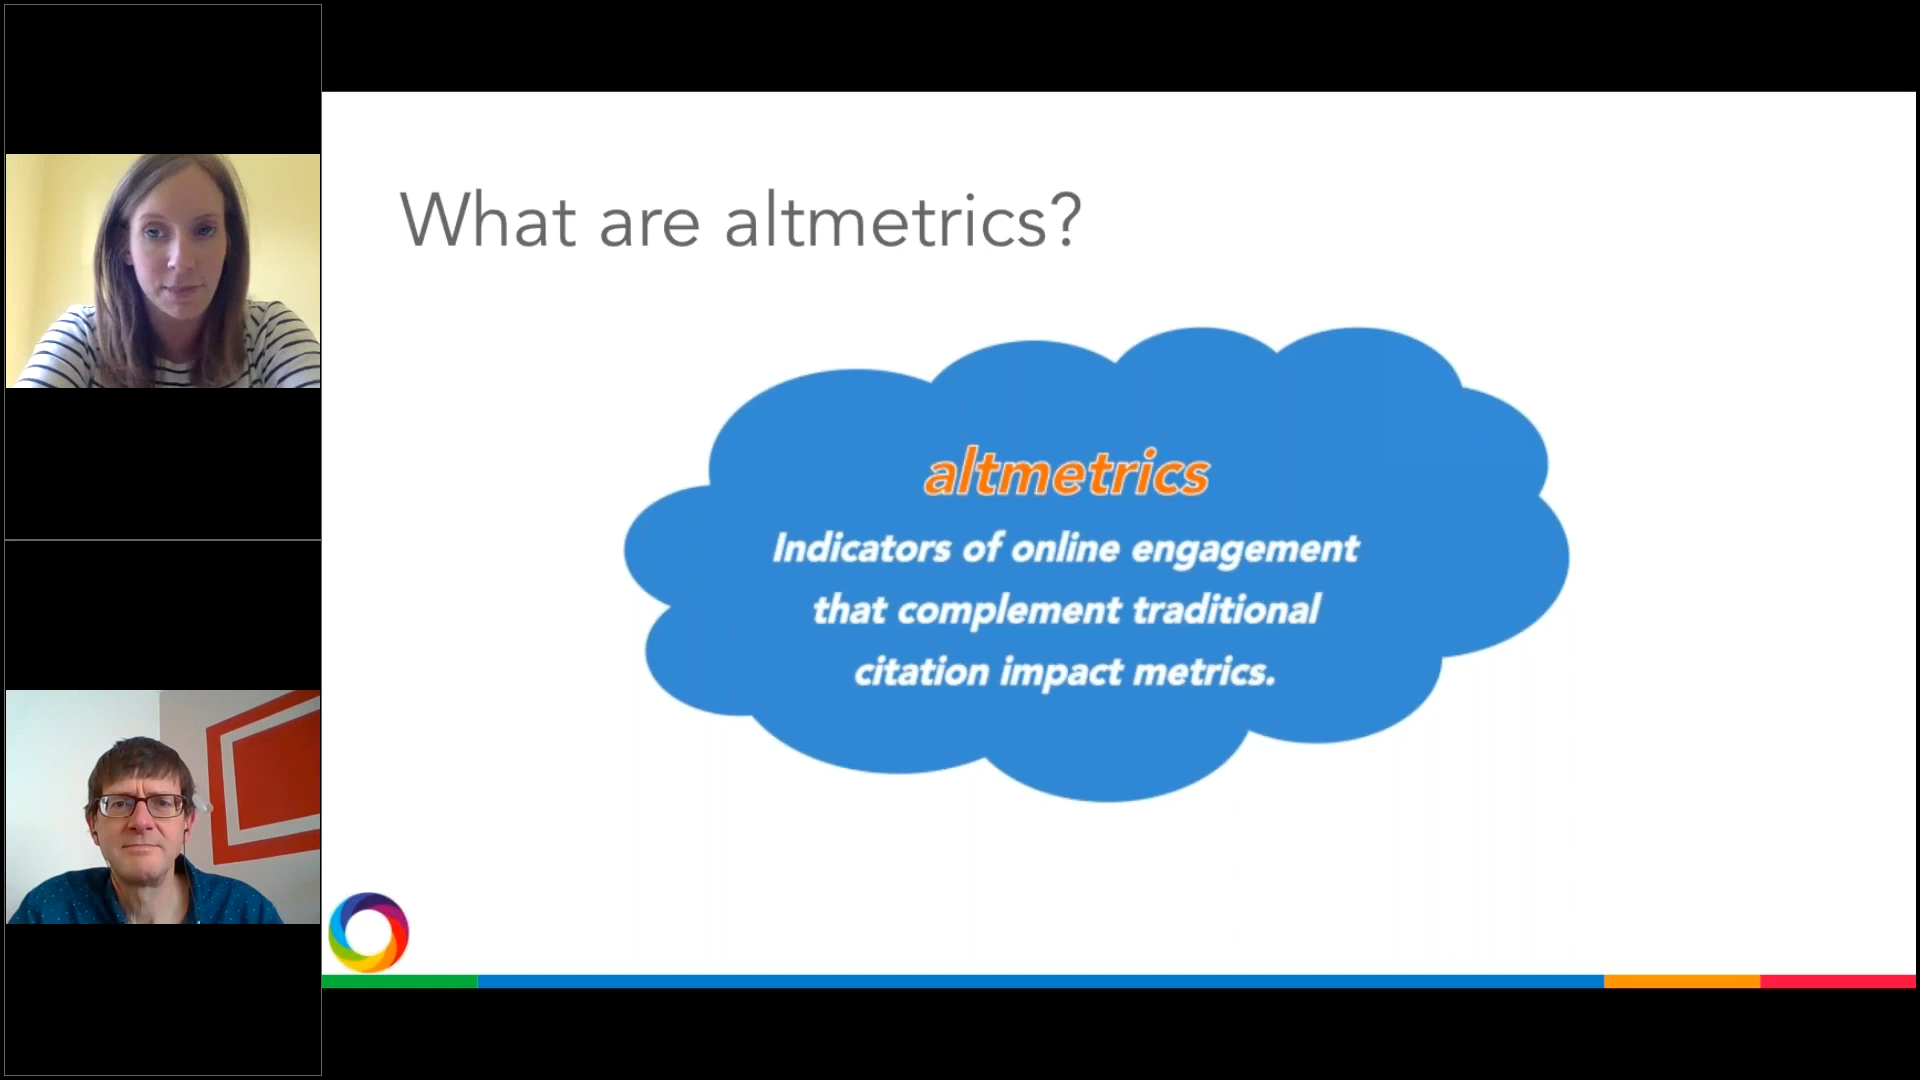 What are altmetrics?
altmetrics
Indicators of online engagement
that complement traditional
citation impact metrics.